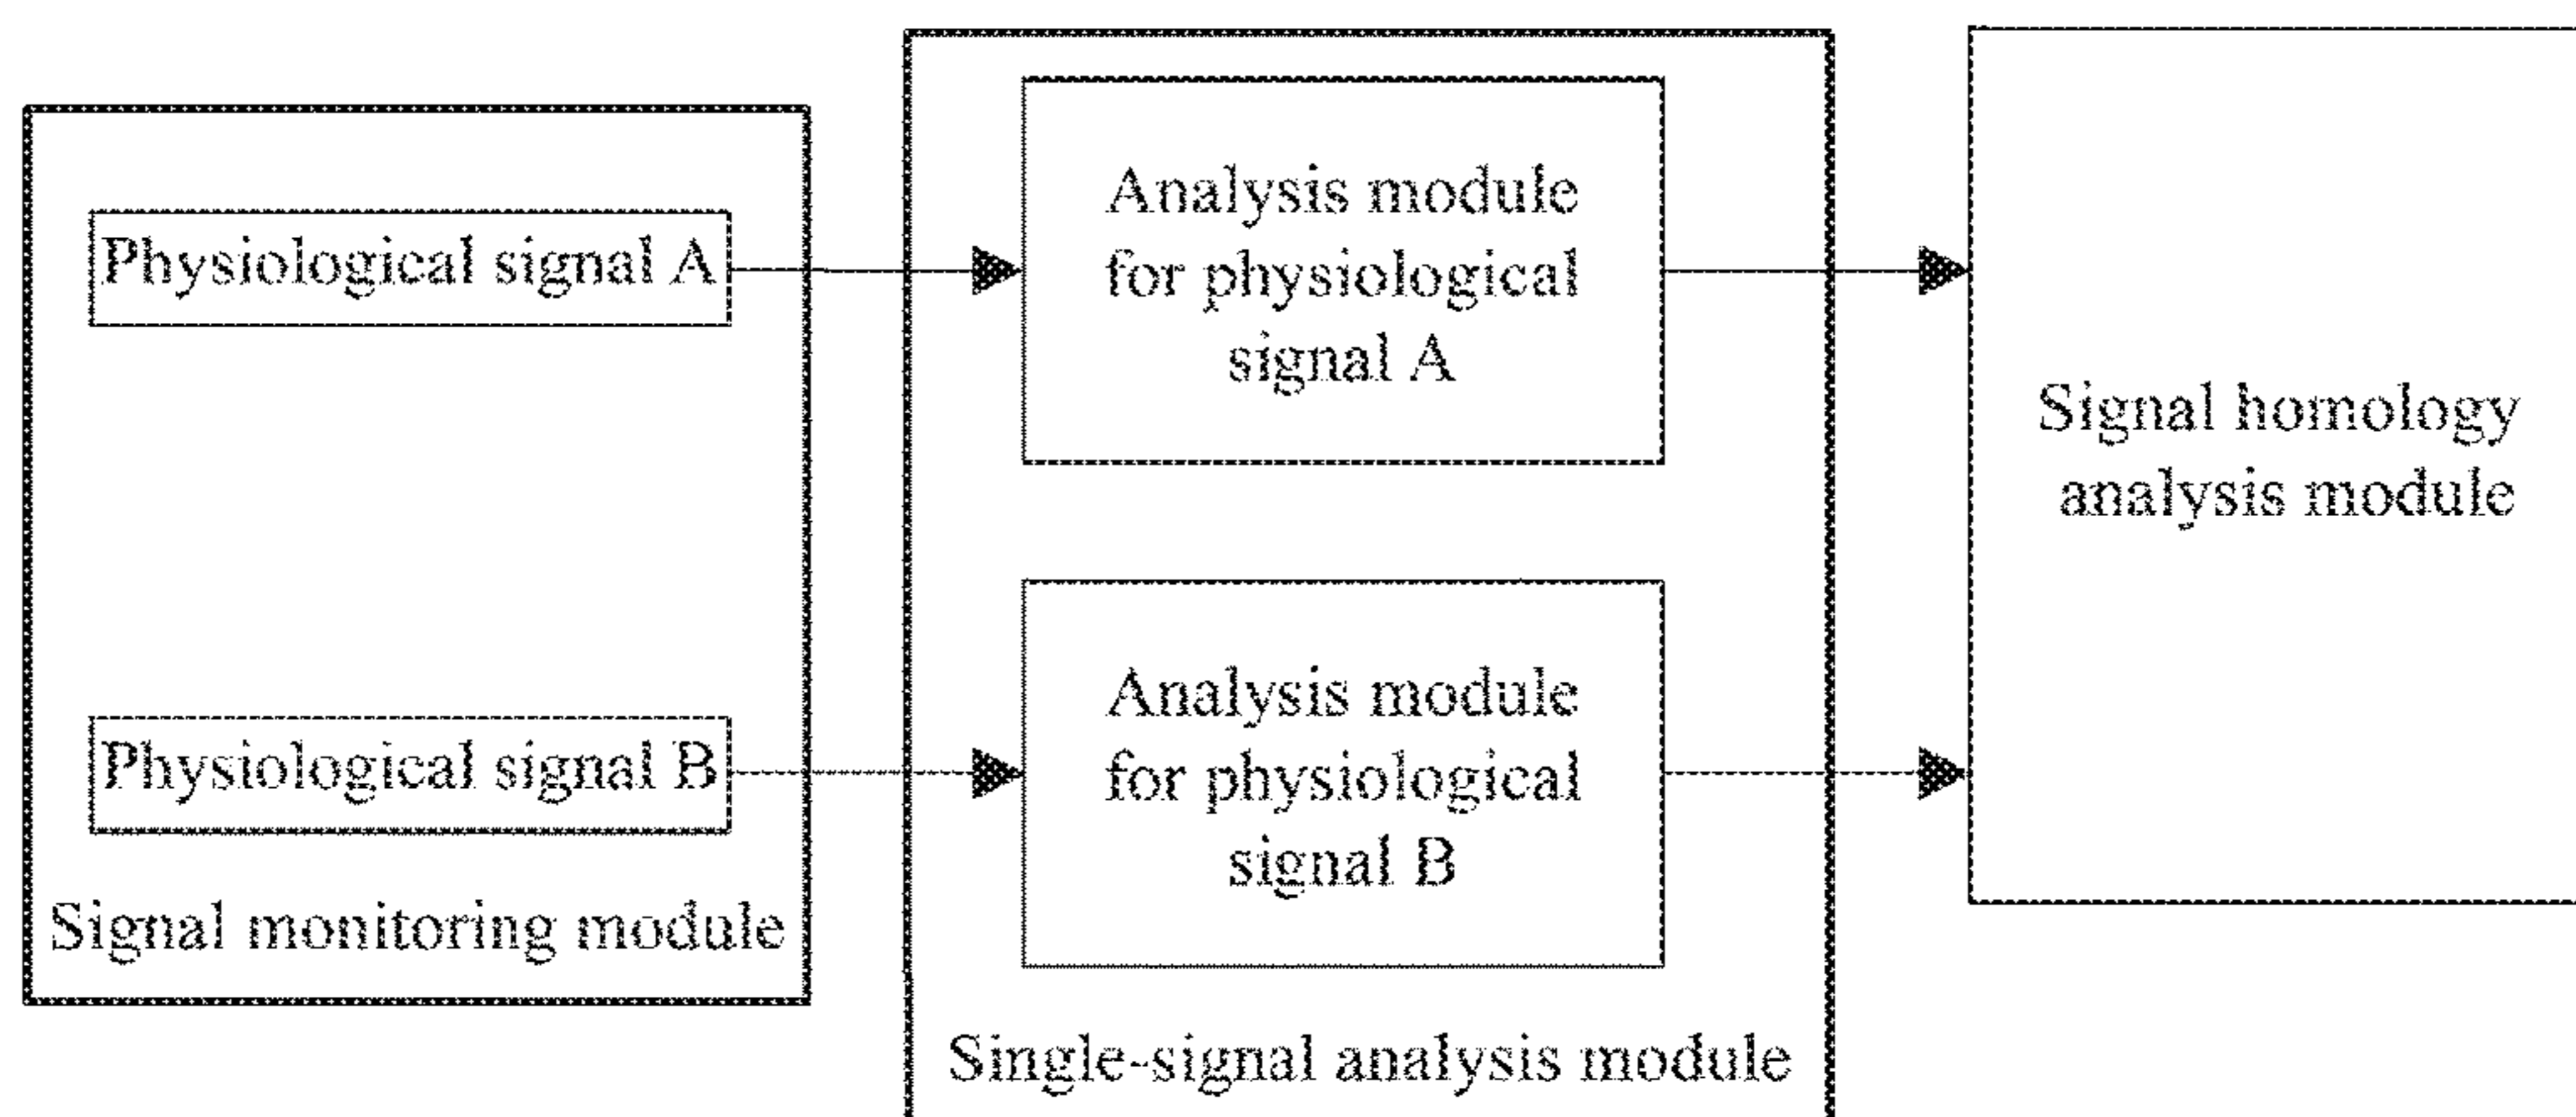 Physiological signal A
Physiological signal B
Signal monitoring module
Analysis module
for physiological
signal A
Analysis module
for physiological
signal B
Single-signal analysis module
Signal homology
analysis module